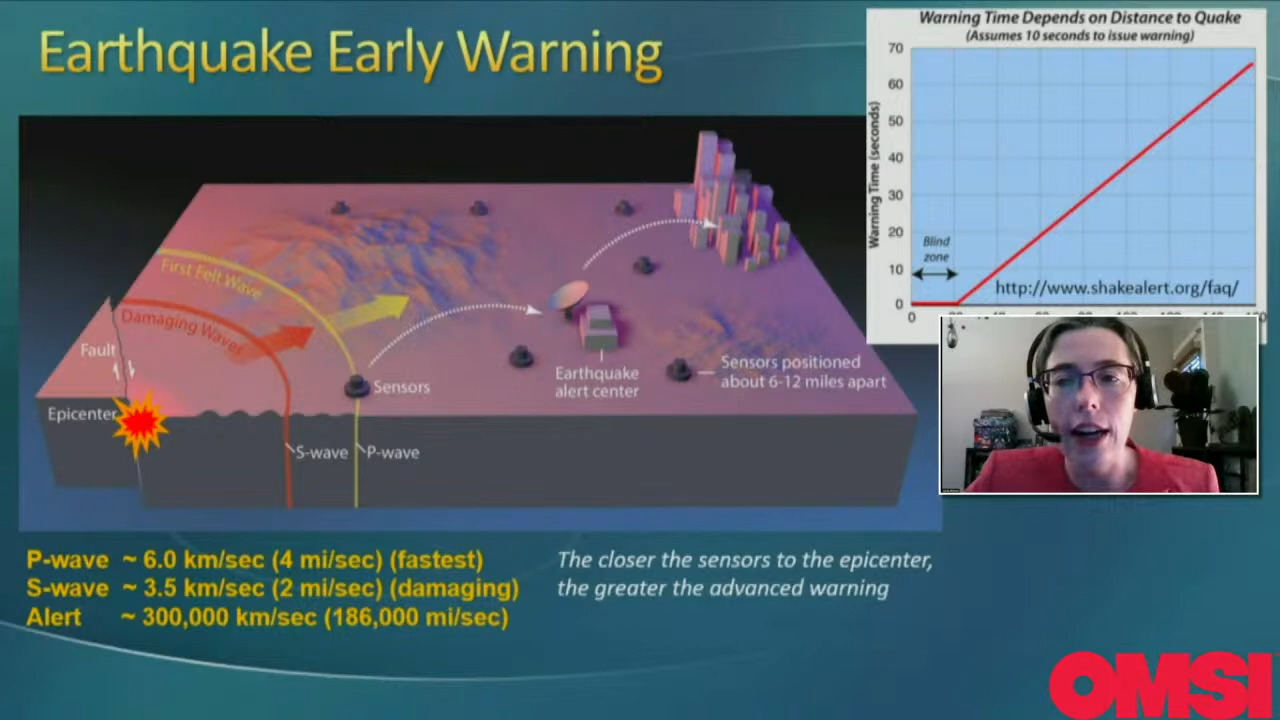 Earthquake Early Warning
Warning Time Depends on Distance to Quake
(Assumes 10 seconds to issue warning)
Warning Time (seconds)
70
60
50
40
30
20
10
0
Blind
zone
http://www.shakealert.org/faq/
0
First Felt Wave
Damaging Waves
Fault
Epicenter
Sensors
Earthquake
alert center
Sensors positioned
about 6-12 miles apart
S-wave
P-wave
P-wave ~ 6.0 km/sec (4 mi/sec) (fastest)
S-wave ~ 3.5 km/sec (2 mi/sec) (damaging)
Alert ~ 300,000 km/sec (186,000 mi/sec)
The closer the sensors to the epicenter,
the greater the advanced warning
OMSI